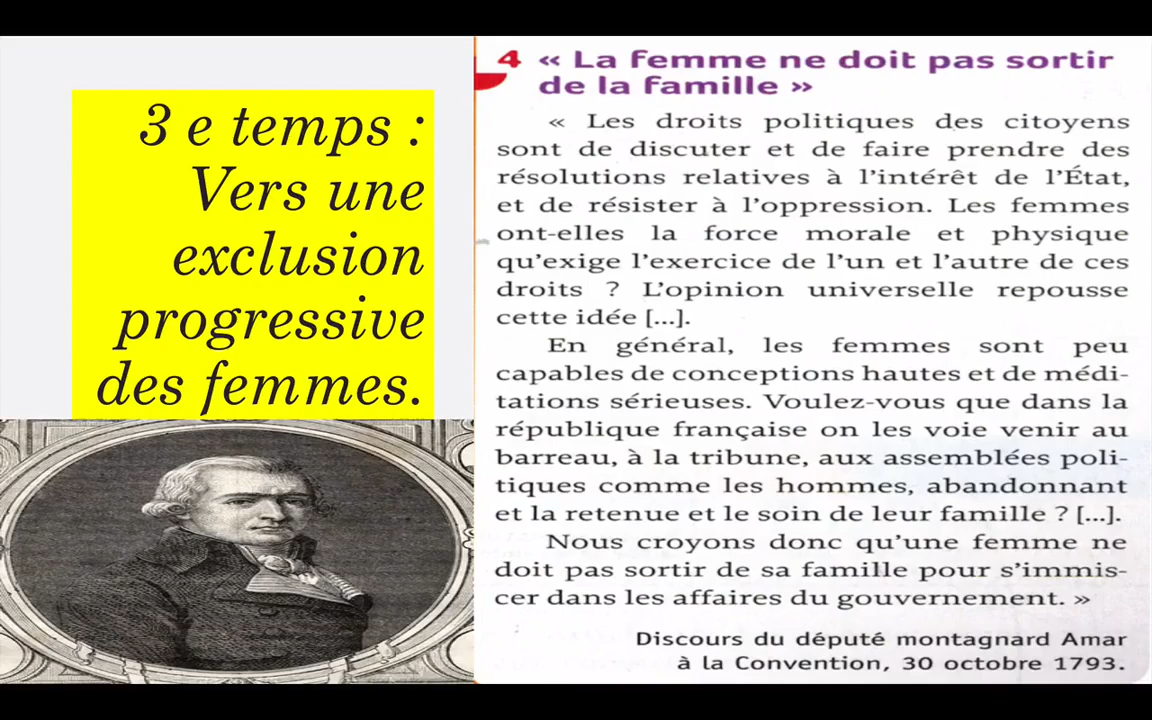 3 e temps :
Vers une
exclusion
progressive
des femmes.
4 « La femme ne doit pas sortir
de la famille »
« Les droits politiques des citoyens
sont de discuter et de faire prendre des
résolutions relatives à l'intérêt de l'État,
et de résister à l'oppression. Les femmes
ont-elles la force morale et physique
qu'exige l'exercice de l'un et l'autre de ces
droits ? L'opinion universelle repousse
cette idée [...].
En général, les femmes sont peu
capables de conceptions hautes et de médi-
tations sérieuses. Voulez-vous que dans la
république française on les voie venir au
barreau, à la tribune, aux assemblées poli-
tiques comme les hommes, abandonnant
et la retenue et le soin de leur famille ? [...].
Nous croyons donc qu'une femme ne
doit pas sortir de sa famille pour s'immis-
cer dans les affaires du gouvernement. »
Discours du député montagnard Amar
à la Convention, 30 octobre 1793.